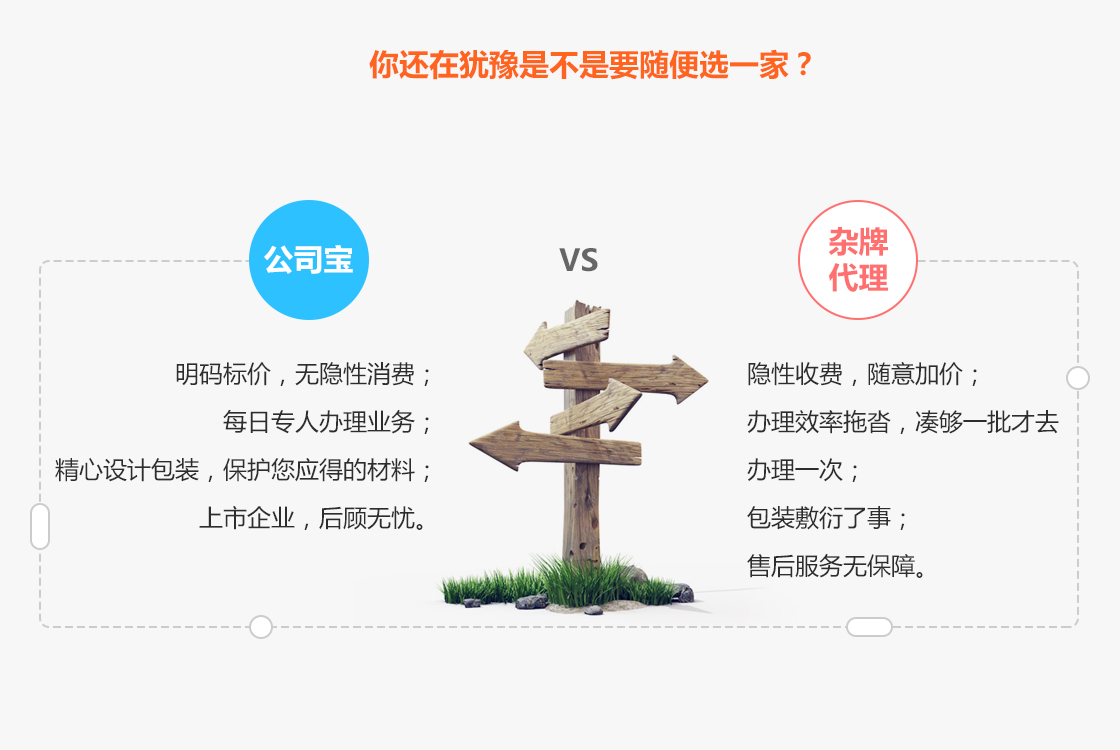 你还在犹豫是不是要随便选一家？
公司宝
明码标价，无隐性消费；
每日专人办理业务；
精心设计包装，保护您应得的材料；
上市企业，后顾无忧。
VS
杂牌
代理
隐性收费，随意加价；
办理效率拖沓，凑够一批才去
办理一次；
包装敷衍了事；
售后服务无保障。